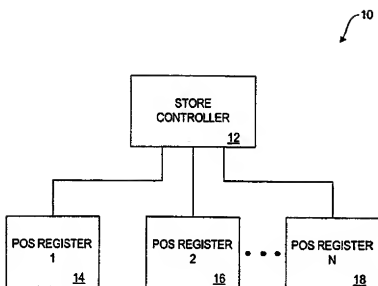 10
STORE
CONTROLLER
12
POS REGISTER
1
14
POS REGISTER
2
16
POS REGISTER
N
18